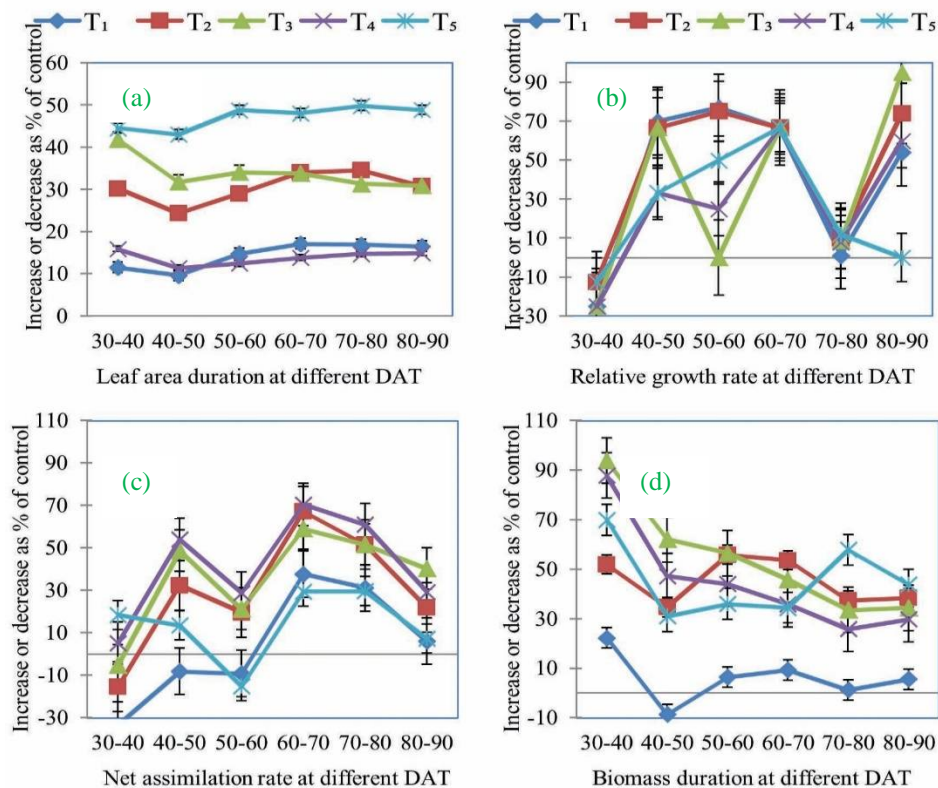 T₁ T₂ T₃ T₄ T₅
Increase or decrease as % of control
60
50
40
30
20
10
0
(a)
30-40 40-50 50-60 60-70 70-80 80-90
Leaf area duration at different DAT
T₁ T₂ T₃ T₄ T₅
Increase or decrease as % of control
90
70
50
30
10
-10
-30
(b)
30-40 40-50 50-60 60-70 70-80 80-90
Relative growth rate at different DAT
Increase or decrease as % of control
110
90
70
50
30
10
-10
-30
(c)
30-40 40-50 50-60 60-70 70-80 80-90
Net assimilation rate at different DAT
Increase or decrease as % of control
110
90
70
50
30
10
-10
(d)
30-40 40-50 50-60 60-70 70-80 80-90
Biomass duration at different DAT